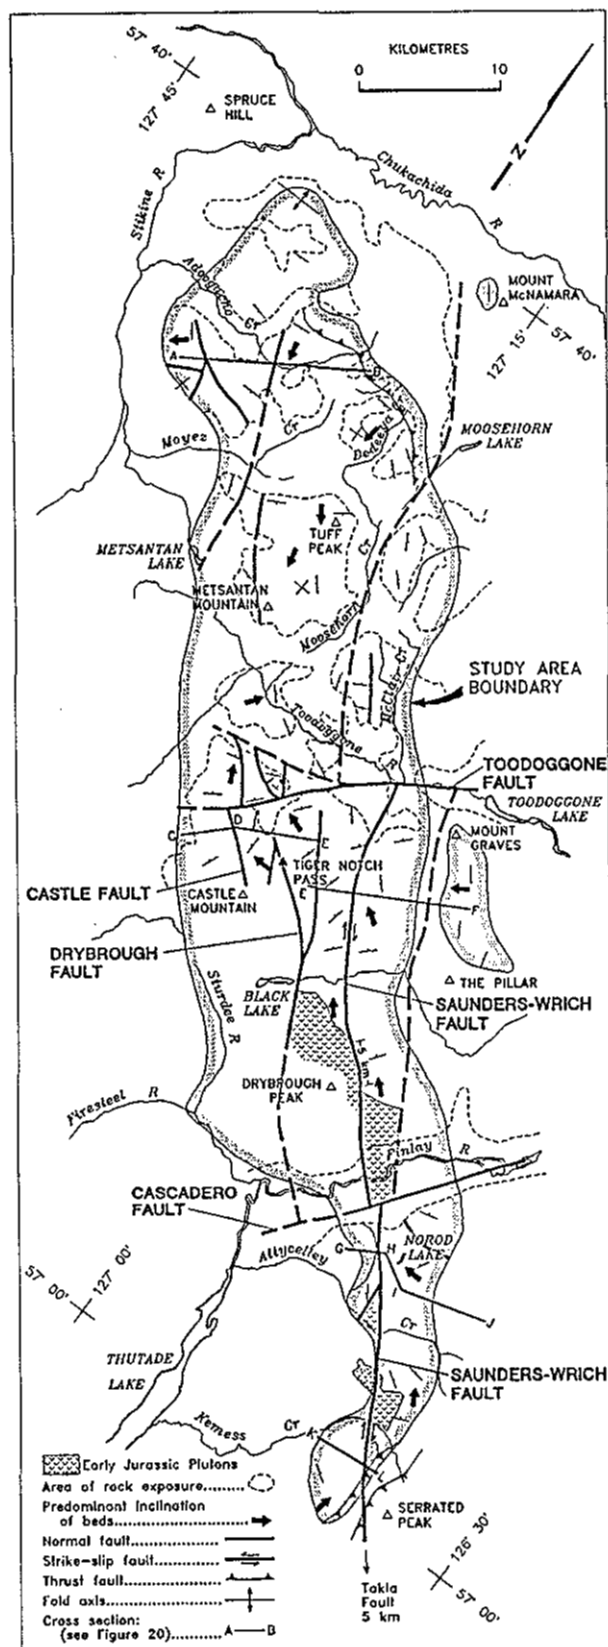 57° 40'
127° 45'
KILOMETRES
0 10
SPRUCE
HILL
N
Chukachida
R
Stikine R
Adoogacho
Cr
MOUNT
McNAMARA
127° 15'
57° 40'
A
B
MOOSEHORN
LAKE
Moyez
Cr
METSANTAN
LAKE
TUFF
PEAK
Cr
X1
METSANTAN
MOUNTAIN
Moosehorn
STUDY AREA
BOUNDARY
Toodoggone
R
TOODOGGONE
FAULT
TOODOGGONE
LAKE
MOUNT
GRAVES
C
D
E
TIGER NOTCH
PASS
E'
F
CASTLE FAULT
CASTLE
MOUNTAIN
DRYBROUGH
FAULT
THE PILLAR
BLACK
LAKE
Sturdee R
SAUNDERS-WRICH
FAULT
5 km
DRYBROUGH
PEAK
Firesteel R
Finlay R
CASCADERO
FAULT
Attycelley
G
H
NOROD
LAKE
J
57° 00'
127° 00'
Cr
THUTADE
LAKE
SAUNDERS-WRICH
FAULT
Kemess Cr
K
L
SERRATED
PEAK
Takla
Fault
5 km
126° 30'
57° 00'
Early Jurassic Plutons
Area of rock exposure
Predominant inclination
of beds
Normal fault
Strike-slip fault
Thrust fault
Fold axis
Cross section:
(see Figure 20) A B